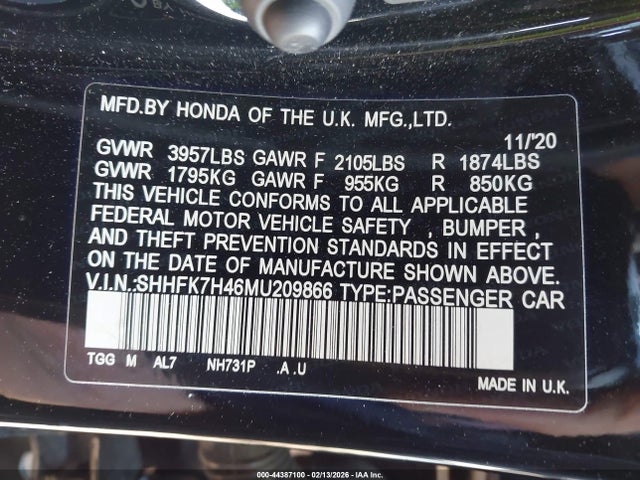 MFD.BY HONDA OF THE U.K. MFG.,LTD.
11/'20
GVWR 3957LBS GAWR F 2105LBS R 1874LBS
GVWR 1795KG GAWR F 955KG R 850KG
THIS VEHICLE CONFORMS TO ALL APPLICABLE
FEDERAL MOTOR VEHICLE SAFETY , BUMPER ,
AND THEFT PREVENTION STANDARDS IN EFFECT
ON THE DATE OF MANUFACTURE SHOWN ABOVE.
V.I.N.:SHHFK7H46MU209866 TYPE:PASSENGER CAR
TGG M AL7 NH731P .A .U
MADE IN U.K.
000-44387100 - 02/13/2026 - IAA Inc.